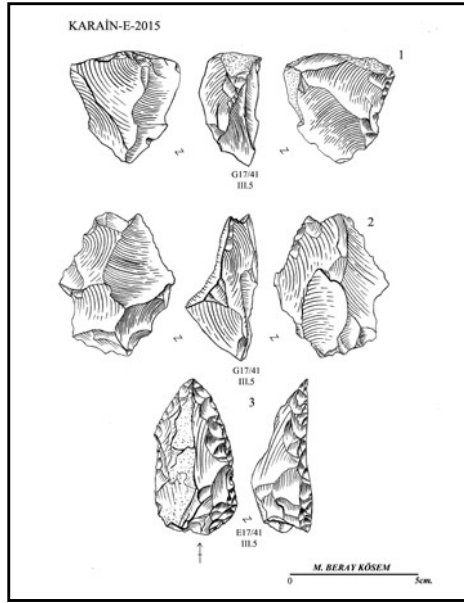 KARAİN-E-2015
1
G17/41
III.5
2
G17/41
III.5
3
E17/41
III.5
M. BERAY KÖSEM
0 5cm.